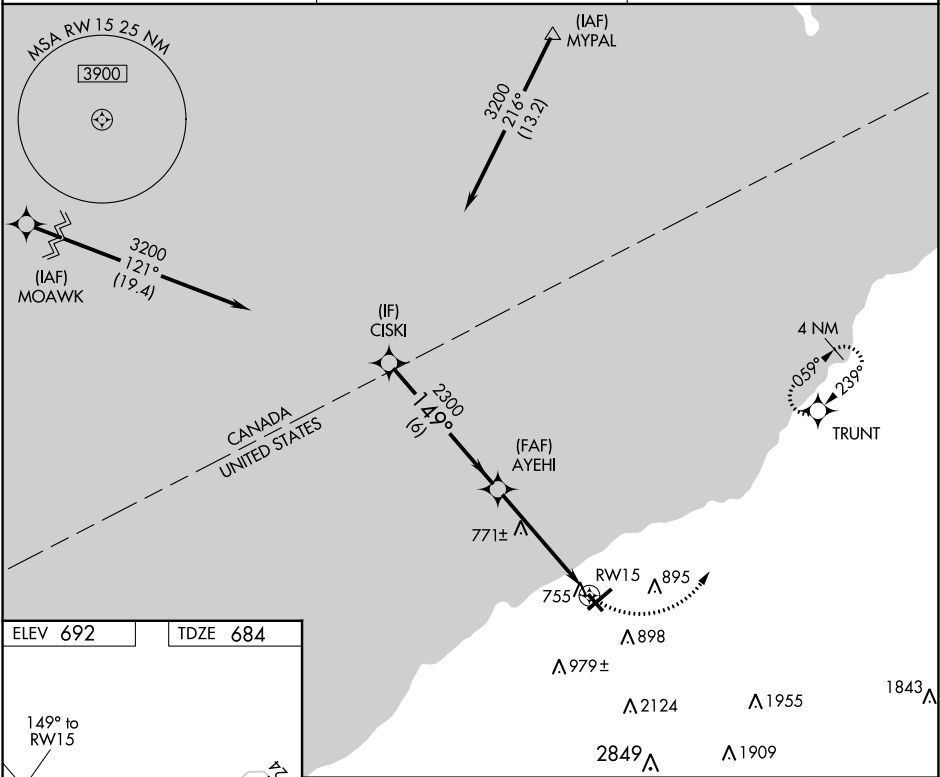 MSA RW 15 25 NM
3900
(IAF)
MYPAL
3200
216°
(13.2)
(IAF)
MOAWK
3200
121°
(19.4)
(IF)
CISKI
4 NM
059°
239°
TRUNT
CANADA
UNITED STATES
2300
149°
(6)
(FAF)
AYEHI
771±
755
RW15
895
898
979±
2124
1955
1843
2849
1909
ELEV 692
TDZE 684
149° to
RW15
24